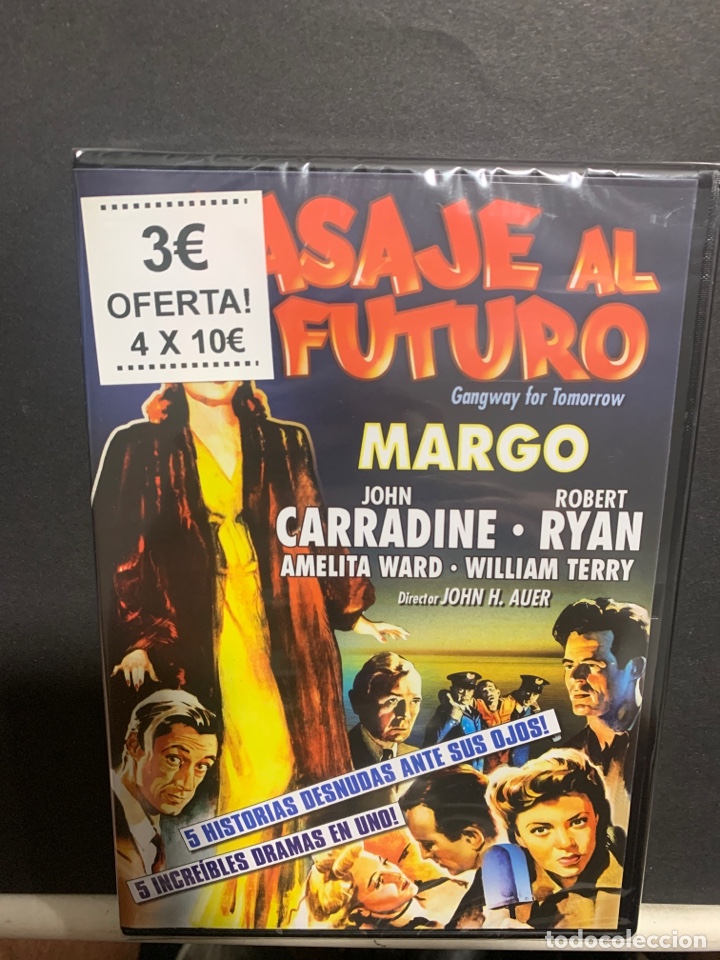 3€
OFERTA!
4 X 10€
ASAJE AL
FUTURO
Gangway for Tomorrow
MARGO
JOHN
CARRADINE ·
ROBERT
RYAN
AMELITA WARD · WILLIAM TERRY
Director JOHN H. AUER
5 HISTORIAS DESNUDAS ANTE SUS OJOS!
5 INCREÍBLES DRAMAS EN UNO!
todocoleccion